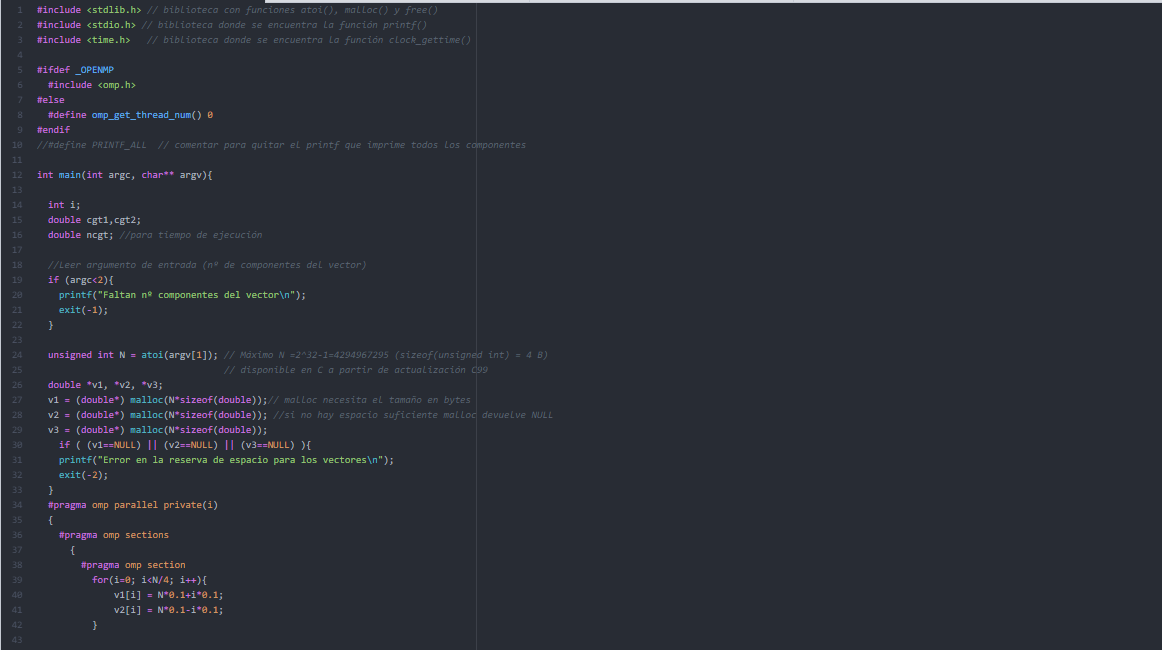 1 #include <stdlib.h> // biblioteca con funciones atoi(), malloc() y free()
2 #include <stdio.h> // biblioteca donde se encuentra la función printf()
3 #include <time.h> // biblioteca donde se encuentra la función clock_gettime()
4
5 #ifdef _OPENMP
6 #include <omp.h>
7 #else
8 #define omp_get_thread_num() 0
9 #endif
10 //#define PRINTF_ALL // comentar para quitar el printf que imprime todos los componentes
11
12 int main(int argc, char** argv){
13
14 int i;
15 double cgt1,cgt2;
16 double ncgt; //para tiempo de ejecución
17
18 //Leer argumento de entrada (nº de componentes del vector)
19 if (argc<2){
20 printf("Faltan nº componentes del vector\n");
21 exit(-1);
22 }
23
24 unsigned int N = atoi(argv[1]); // Máximo N =2^32-1=4294967295 (sizeof(unsigned int) = 4 B)
25 // disponible en C a partir de actualización C99
26 double *v1, *v2, *v3;
27 v1 = (double*) malloc(N*sizeof(double));// malloc necesita el tamaño en bytes
28 v2 = (double*) malloc(N*sizeof(double)); //si no hay espacio suficiente malloc devuelve NULL
29 v3 = (double*) malloc(N*sizeof(double));
30 if ( (v1==NULL) || (v2==NULL) || (v3==NULL) ){
31 printf("Error en la reserva de espacio para los vectores\n");
32 exit(-2);
33 }
34 #pragma omp parallel private(i)
35 {
36 #pragma omp sections
37 {
38 #pragma omp section
39 for(i=0; i<N/4; i++){
40 v1[i] = N*0.1+i*0.1;
41 v2[i] = N*0.1-i*0.1;
42 }
43